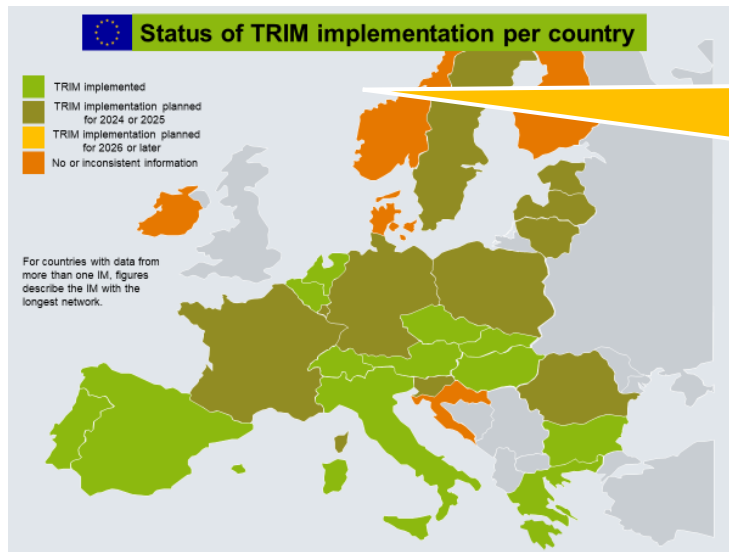 Status of TRIM implementation per country
TRIM implemented
TRIM implementation planned
for 2024 or 2025
TRIM implementation planned
for 2026 or later
No or inconsistent information
For countries with data from
more than one IM, figures
describe the IM with the
longest network.